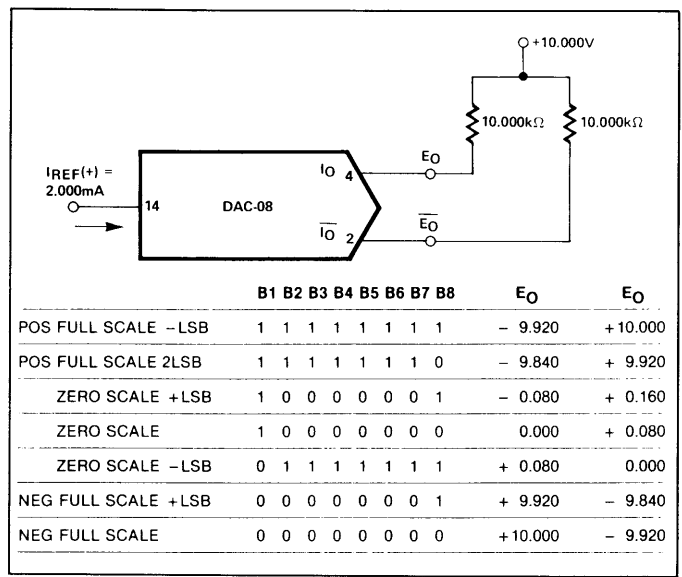 +10.000V
10.000kΩ 10.000kΩ
IREF(+) =
2.000mA
14
DAC-08
IO 4
EO
IO 2
EO
B1 B2 B3 B4 B5 B6 B7 B8 EO EO
POS FULL SCALE –LSB 1 1 1 1 1 1 1 1 – 9.920 +10.000
POS FULL SCALE 2LSB 1 1 1 1 1 1 1 0 – 9.840 + 9.920
ZERO SCALE +LSB 1 0 0 0 0 0 0 1 – 0.080 + 0.160
ZERO SCALE 1 0 0 0 0 0 0 0 0.000 + 0.080
ZERO SCALE –LSB 0 1 1 1 1 1 1 1 + 0.080 0.000
NEG FULL SCALE +LSB 0 0 0 0 0 0 0 1 + 9.920 – 9.840
NEG FULL SCALE 0 0 0 0 0 0 0 0 +10.000 – 9.920